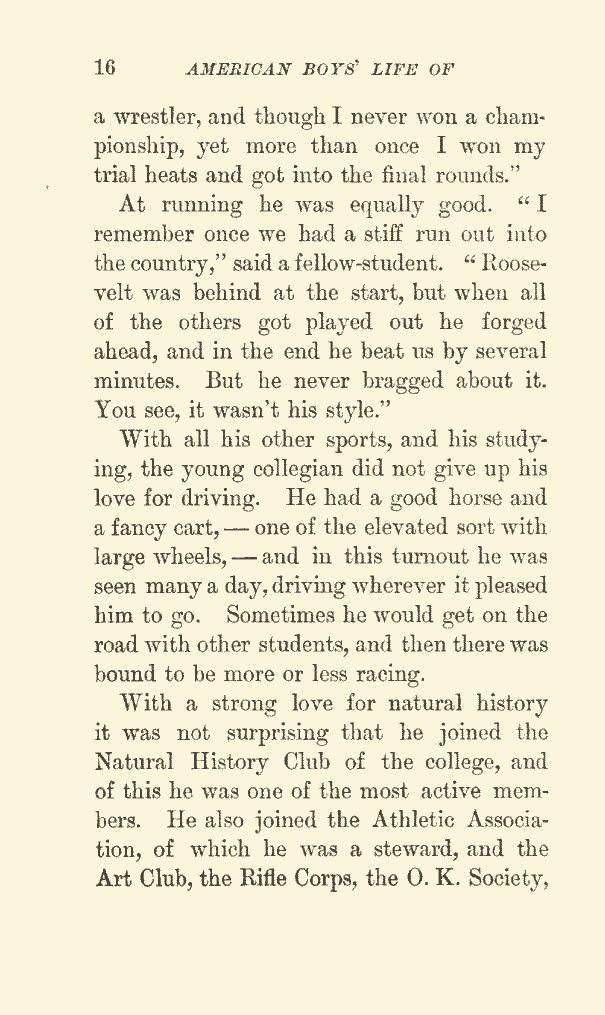 16 AMERICAN BOYS' LIFE OF
a wrestler, and though I never won a cham-
pionship, yet more than once I won my
trial heats and got into the final rounds."
At running he was equally good. "I
remember once we had a stiff run out into
the country," said a fellow-student. "Roose-
velt was behind at the start, but when all
of the others got played out he forged
ahead, and in the end he beat us by several
minutes. But he never bragged about it.
You see, it wasn't his style."
With all his other sports, and his study-
ing, the young collegian did not give up his
love for driving. He had a good horse and
a fancy cart, — one of the elevated sort with
large wheels, — and in this turnout he was
seen many a day, driving wherever it pleased
him to go. Sometimes he would get on the
road with other students, and then there was
bound to be more or less racing.
With a strong love for natural history
it was not surprising that he joined the
Natural History Club of the college, and
of this he was one of the most active mem-
bers. He also joined the Athletic Associa-
tion, of which he was a steward, and the
Art Club, the Rifle Corps, the O. K. Society,